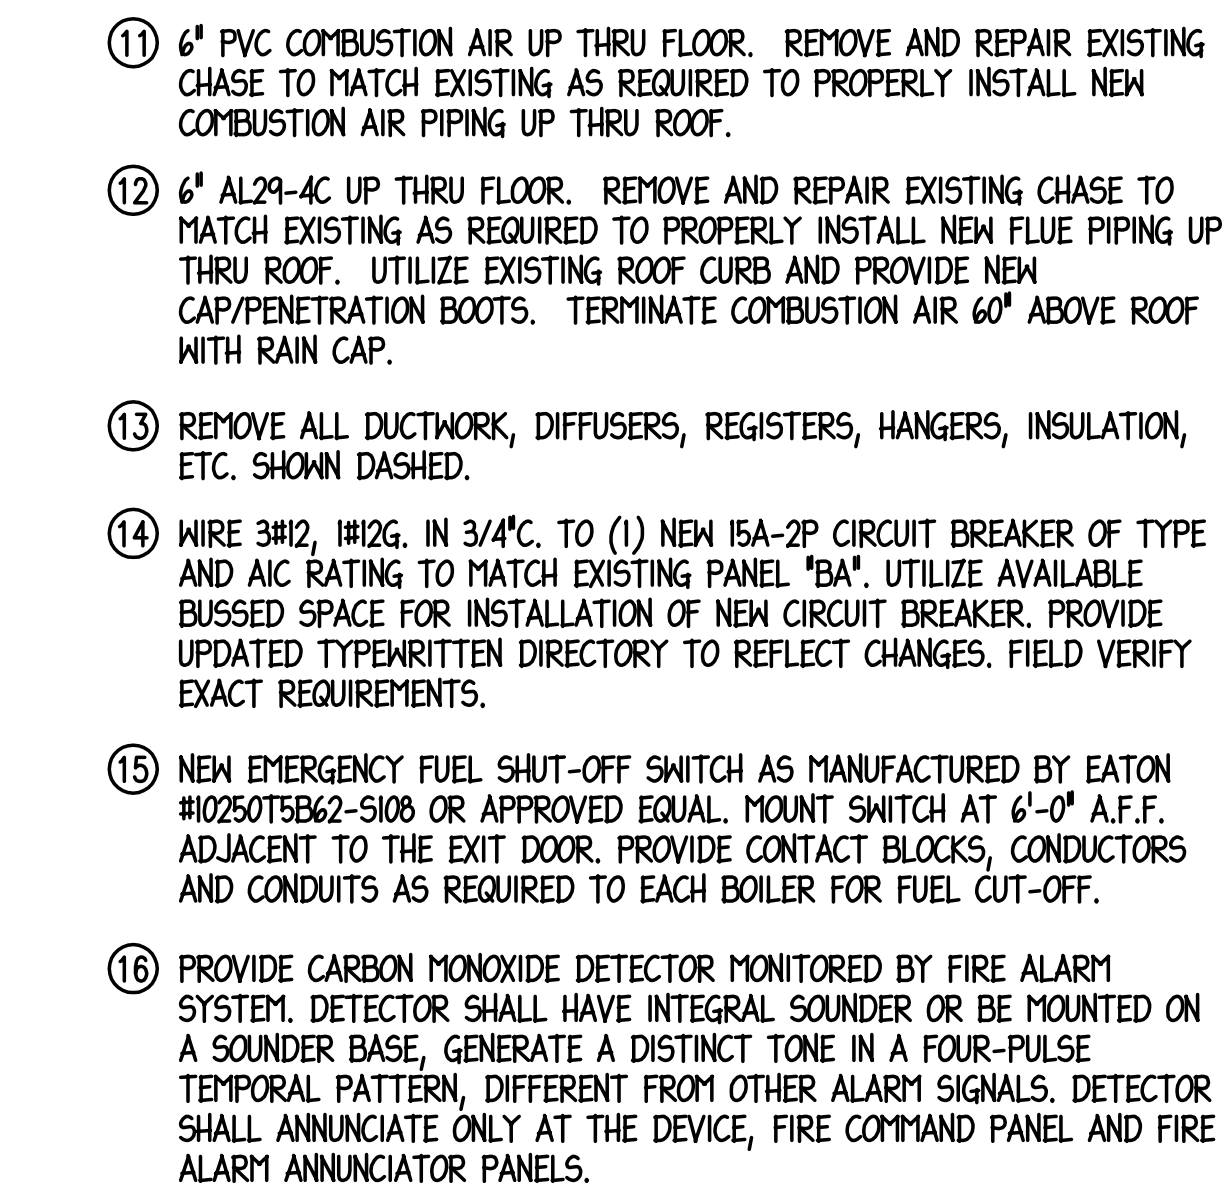 11 6" PVC COMBUSTION AIR UP THRU FLOOR. REMOVE AND REPAIR EXISTING
CHASE TO MATCH EXISTING AS REQUIRED TO PROPERLY INSTALL NEW
COMBUSTION AIR PIPING UP THRU ROOF.
12 6" AL29-4C UP THRU FLOOR. REMOVE AND REPAIR EXISTING CHASE TO
MATCH EXISTING AS REQUIRED TO PROPERLY INSTALL NEW FLUE PIPING UP
THRU ROOF. UTILIZE EXISTING ROOF CURB AND PROVIDE NEW
CAP/PENETRATION BOOTS. TERMINATE COMBUSTION AIR 60" ABOVE ROOF
WITH RAIN CAP.
13 REMOVE ALL DUCTWORK, DIFFUSERS, REGISTERS, HANGERS, INSULATION,
ETC. SHOWN DASHED.
14 WIRE 3#12, 1#12G. IN 3/4"C. TO (1) NEW 15A-2P CIRCUIT BREAKER OF TYPE
AND AIC RATING TO MATCH EXISTING PANEL "BA". UTILIZE AVAILABLE
BUSSED SPACE FOR INSTALLATION OF NEW CIRCUIT BREAKER. PROVIDE
UPDATED TYPEWRITTEN DIRECTORY TO REFLECT CHANGES. FIELD VERIFY
EXACT REQUIREMENTS.
15 NEW EMERGENCY FUEL SHUT-OFF SWITCH AS MANUFACTURED BY EATON
#10250T5B62-S108 OR APPROVED EQUAL. MOUNT SWITCH AT 6'-0" A.F.F.
ADJACENT TO THE EXIT DOOR. PROVIDE CONTACT BLOCKS, CONDUCTORS
AND CONDUITS AS REQUIRED TO EACH BOILER FOR FUEL CUT-OFF.
16 PROVIDE CARBON MONOXIDE DETECTOR MONITORED BY FIRE ALARM
SYSTEM. DETECTOR SHALL HAVE INTEGRAL SOUNDER OR BE MOUNTED ON
A SOUNDER BASE, GENERATE A DISTINCT TONE IN A FOUR-PULSE
TEMPORAL PATTERN, DIFFERENT FROM OTHER ALARM SIGNALS. DETECTOR
SHALL ANNUNCIATE ONLY AT THE DEVICE, FIRE COMMAND PANEL AND FIRE
ALARM ANNUNCIATOR PANELS.